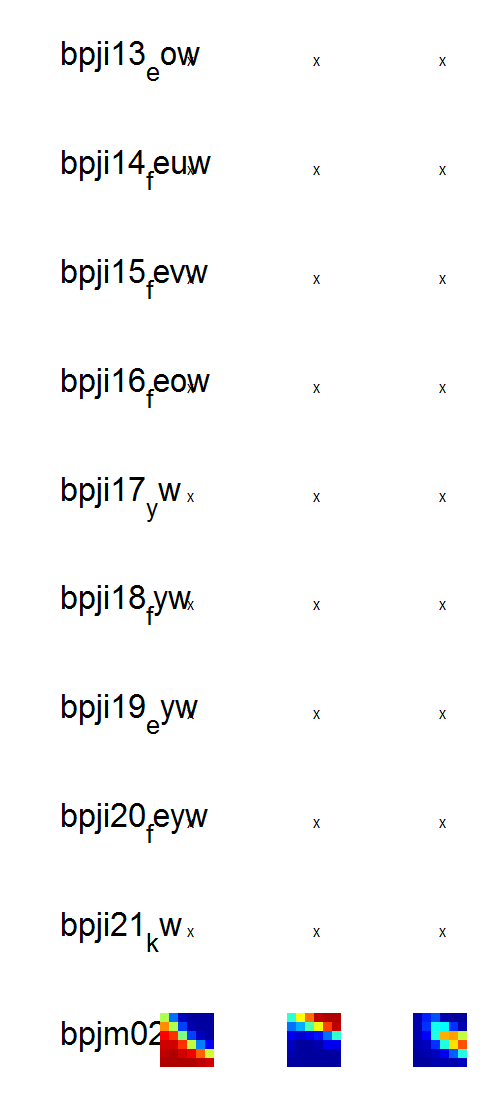 bpji13eow x x x
bpji14feuw x x x
bpji15fevw x x x
bpji16feow x x x
bpji17yw x x x
bpji18fyw x x x
bpji19eyw x x x
bpji20feyw x x x
bpji21kw x x x
bpjm02